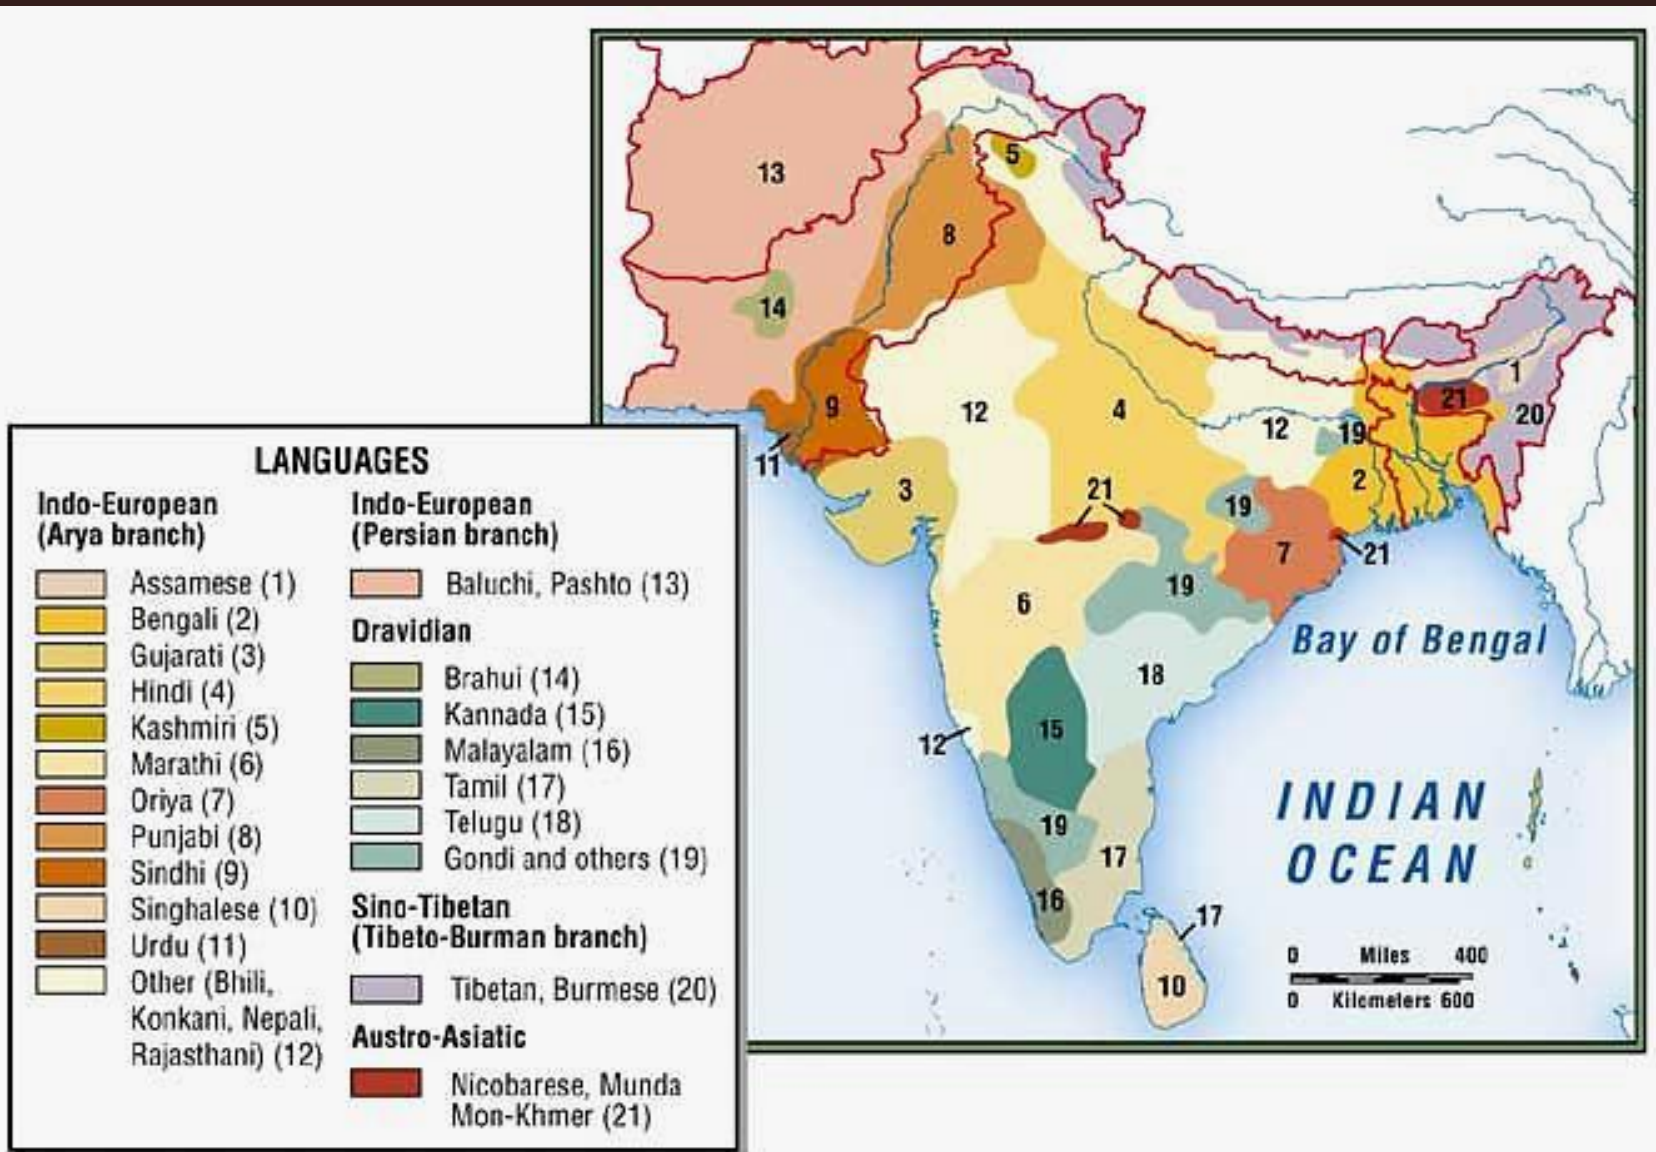 LANGUAGES
Indo-European
(Arya branch)
Assamese (1)
Bengali (2)
Gujarati (3)
Hindi (4)
Kashmiri (5)
Marathi (6)
Oriya (7)
Punjabi (8)
Sindhi (9)
Singhalese (10)
Urdu (11)
Other (Bhili,
Konkani, Nepali,
Rajasthani) (12)
Indo-European
(Persian branch)
Baluchi, Pashto (13)
Dravidian
Brahui (14)
Kannada (15)
Malayalam (16)
Tamil (17)
Telugu (18)
Gondi and others (19)
Sino-Tibetan
(Tibeto-Burman branch)
Tibetan, Burmese (20)
Austro-Asiatic
Nicobarese, Munda
Mon-Khmer (21)
13
5
8
14
9
12
4
1
21
20
11
12
19
3
21
2
19
7
21
19
6
Bay of Bengal
18
15
12
INDIAN
OCEAN
19
17
16
17
10
0 Miles 400
0 Kilometers 600